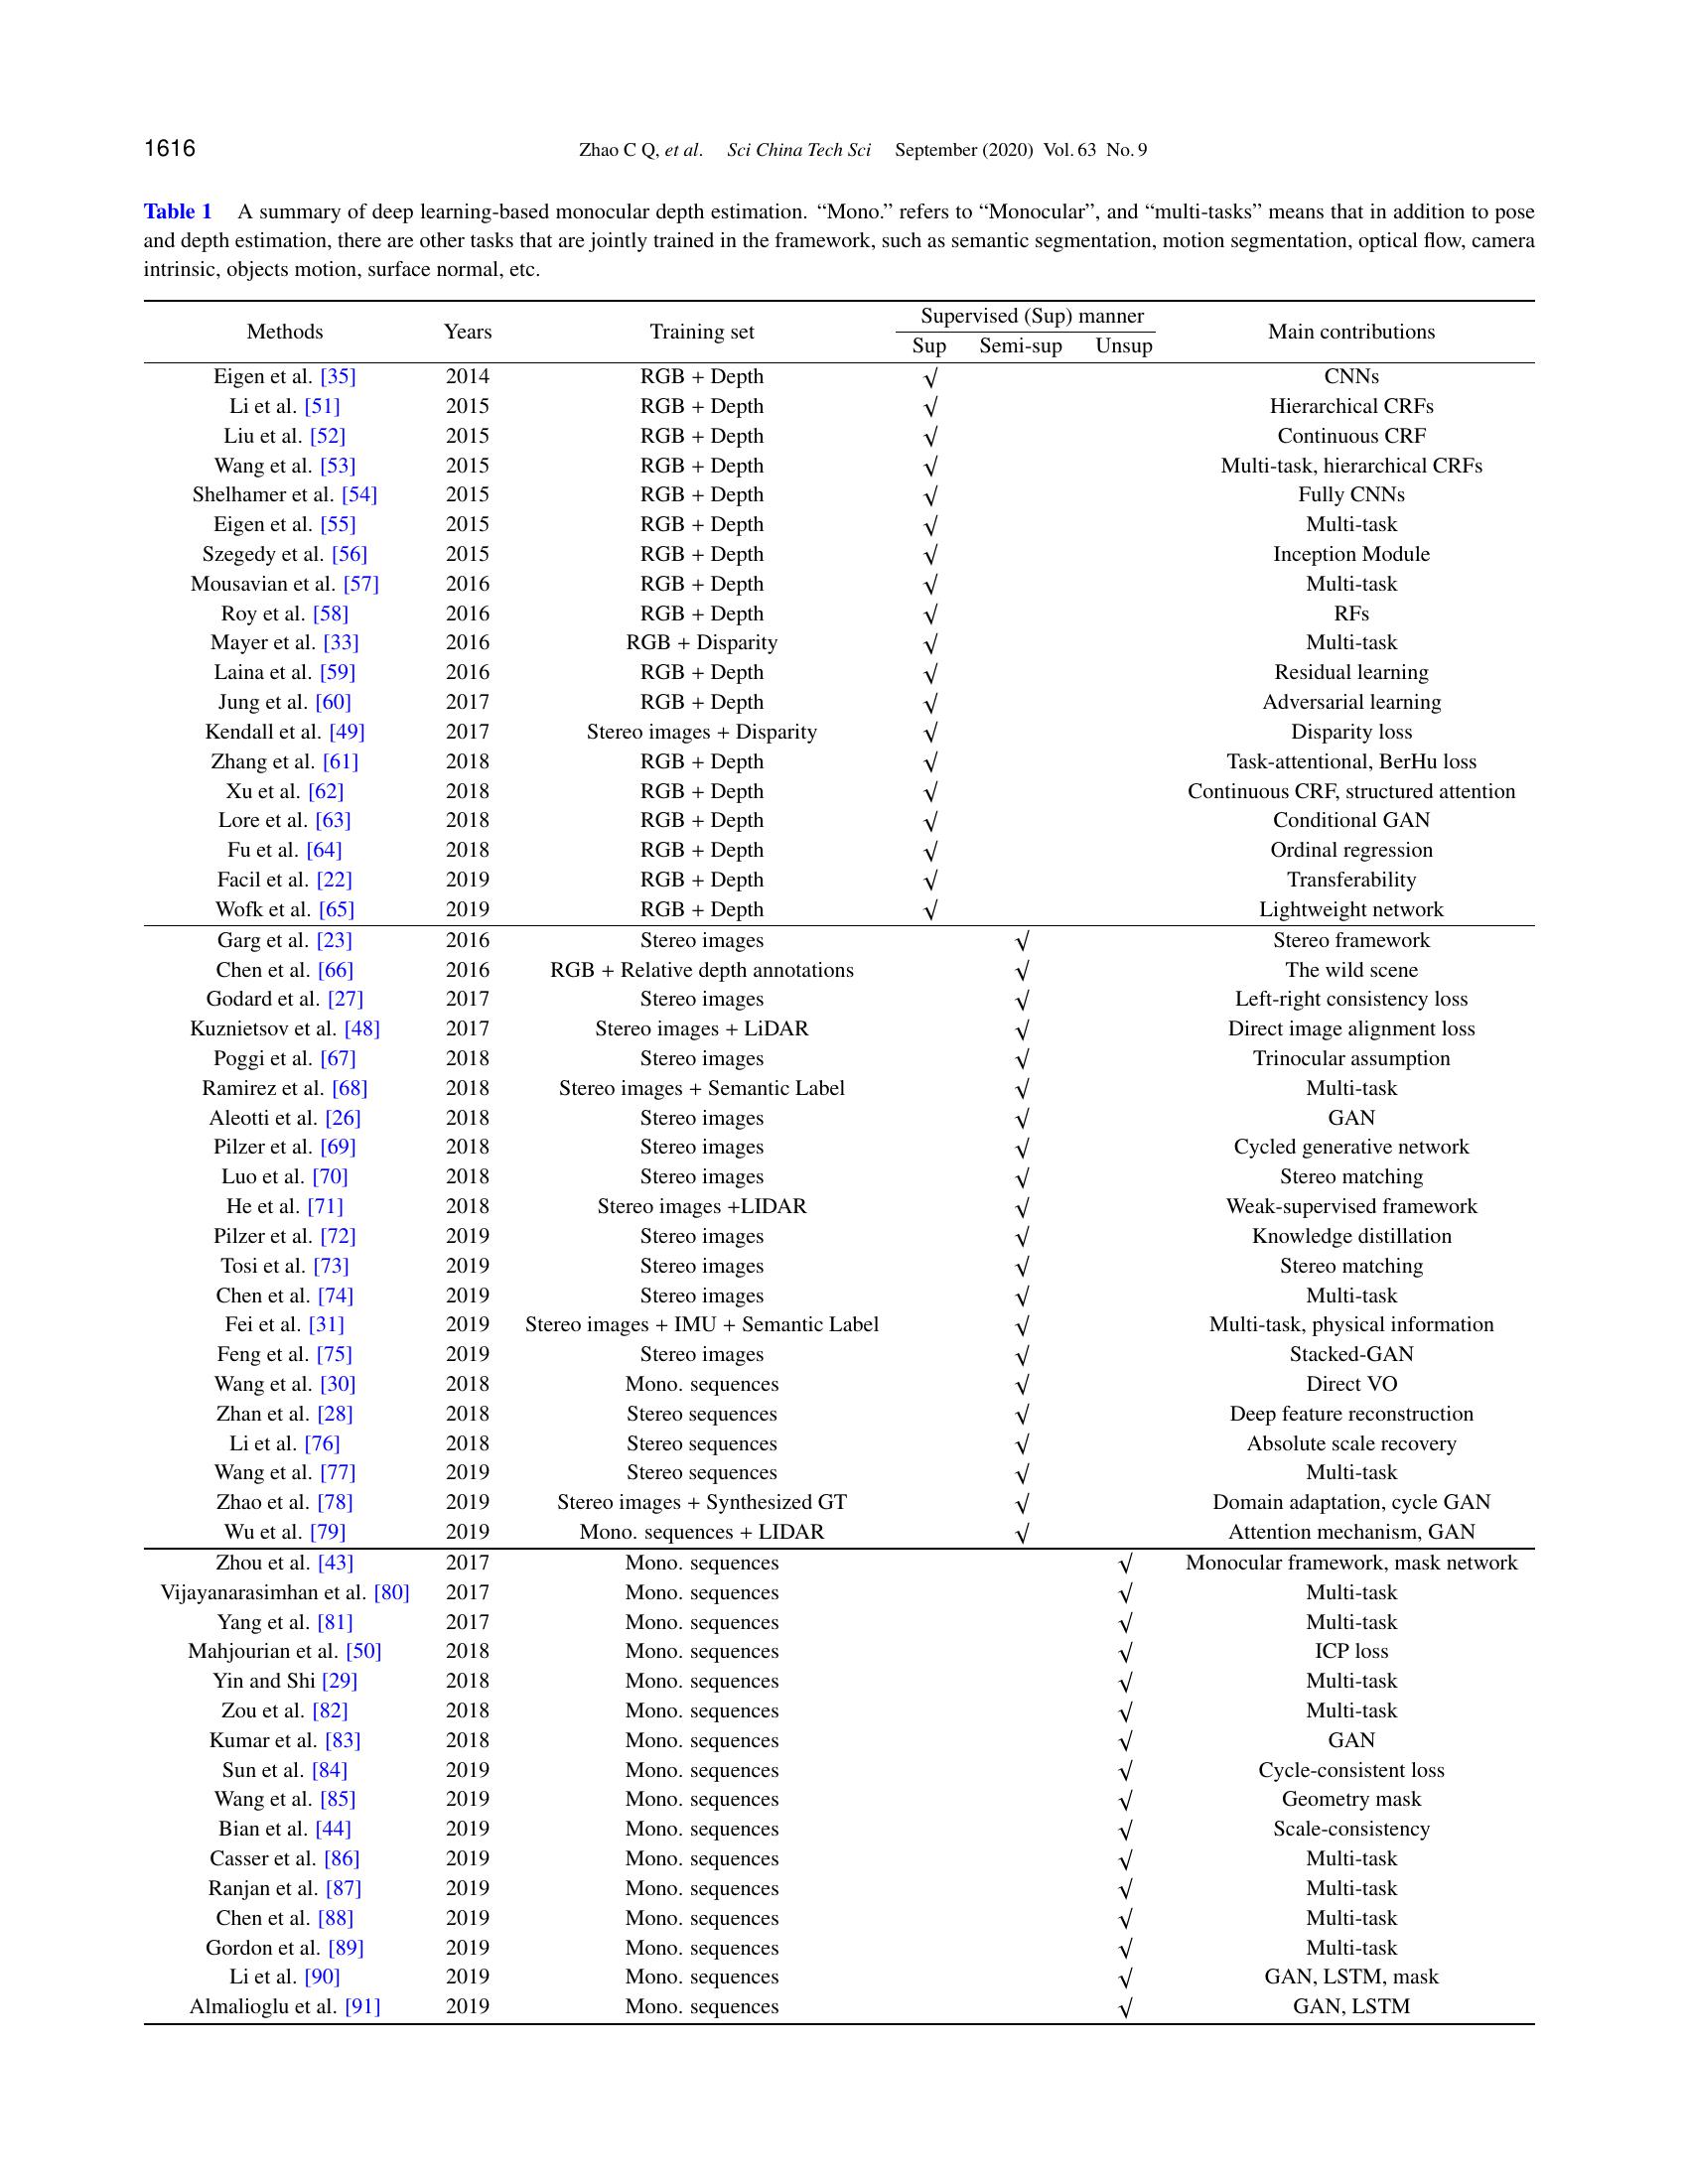 1616
Zhao C Q, et al. Sci China Tech Sci September (2020) Vol. 63 No. 9
Table 1 A summary of deep learning-based monocular depth estimation. “Mono.” refers to “Monocular”, and “multi-tasks” means that in addition to pose
and depth estimation, there are other tasks that are jointly trained in the framework, such as semantic segmentation, motion segmentation, optical flow, camera
intrinsic, objects motion, surface normal, etc.
Methods Years Training set Supervised (Sup) manner Main contributions
Sup Semi-sup Unsup
Eigen et al. [35] 2014 RGB + Depth √ CNNs
Li et al. [51] 2015 RGB + Depth √ Hierarchical CRFs
Liu et al. [52] 2015 RGB + Depth √ Continuous CRF
Wang et al. [53] 2015 RGB + Depth √ Multi-task, hierarchical CRFs
Shelhamer et al. [54] 2015 RGB + Depth √ Fully CNNs
Eigen et al. [55] 2015 RGB + Depth √ Multi-task
Szegedy et al. [56] 2015 RGB + Depth √ Inception Module
Mousavian et al. [57] 2016 RGB + Depth √ Multi-task
Roy et al. [58] 2016 RGB + Depth √ RFs
Mayer et al. [33] 2016 RGB + Disparity √ Multi-task
Laina et al. [59] 2016 RGB + Depth √ Residual learning
Jung et al. [60] 2017 RGB + Depth √ Adversarial learning
Kendall et al. [49] 2017 Stereo images + Disparity √ Disparity loss
Zhang et al. [61] 2018 RGB + Depth √ Task-attentional, BerHu loss
Xu et al. [62] 2018 RGB + Depth √ Continuous CRF, structured attention
Lore et al. [63] 2018 RGB + Depth √ Conditional GAN
Fu et al. [64] 2018 RGB + Depth √ Ordinal regression
Facil et al. [22] 2019 RGB + Depth √ Transferability
Wofk et al. [65] 2019 RGB + Depth √ Lightweight network
Garg et al. [23] 2016 Stereo images √ Stereo framework
Chen et al. [66] 2016 RGB + Relative depth annotations √ The wild scene
Godard et al. [27] 2017 Stereo images √ Left-right consistency loss
Kuznietsov et al. [48] 2017 Stereo images + LiDAR √ Direct image alignment loss
Poggi et al. [67] 2018 Stereo images √ Trinocular assumption
Ramirez et al. [68] 2018 Stereo images + Semantic Label √ Multi-task
Aleotti et al. [26] 2018 Stereo images √ GAN
Pilzer et al. [69] 2018 Stereo images √ Cycled generative network
Luo et al. [70] 2018 Stereo images √ Stereo matching
He et al. [71] 2018 Stereo images +LIDAR √ Weak-supervised framework
Pilzer et al. [72] 2019 Stereo images √ Knowledge distillation
Tosi et al. [73] 2019 Stereo images √ Stereo matching
Chen et al. [74] 2019 Stereo images √ Multi-task
Fei et al. [31] 2019 Stereo images + IMU + Semantic Label √ Multi-task, physical information
Feng et al. [75] 2019 Stereo images √ Stacked-GAN
Wang et al. [30] 2018 Mono. sequences √ Direct VO
Zhan et al. [28] 2018 Stereo sequences √ Deep feature reconstruction
Li et al. [76] 2018 Stereo sequences √ Absolute scale recovery
Wang et al. [77] 2019 Stereo sequences √ Multi-task
Zhao et al. [78] 2019 Stereo images + Synthesized GT √ Domain adaptation, cycle GAN
Wu et al. [79] 2019 Mono. sequences + LIDAR √ Attention mechanism, GAN
Zhou et al. [43] 2017 Mono. sequences √ Monocular framework, mask network
Vijayanarasimhan et al. [80] 2017 Mono. sequences √ Multi-task
Yang et al. [81] 2017 Mono. sequences √ Multi-task
Mahjourian et al. [50] 2018 Mono. sequences √ ICP loss
Yin and Shi [29] 2018 Mono. sequences √ Multi-task
Zou et al. [82] 2018 Mono. sequences √ Multi-task
Kumar et al. [83] 2018 Mono. sequences √ GAN
Sun et al. [84] 2019 Mono. sequences √ Cycle-consistent loss
Wang et al. [85] 2019 Mono. sequences √ Geometry mask
Bian et al. [44] 2019 Mono. sequences √ Scale-consistency
Casser et al. [86] 2019 Mono. sequences √ Multi-task
Ranjan et al. [87] 2019 Mono. sequences √ Multi-task
Chen et al. [88] 2019 Mono. sequences √ Multi-task
Gordon et al. [89] 2019 Mono. sequences √ Multi-task
Li et al. [90] 2019 Mono. sequences √ GAN, LSTM, mask
Almalioglu et al. [91] 2019 Mono. sequences √ GAN, LSTM